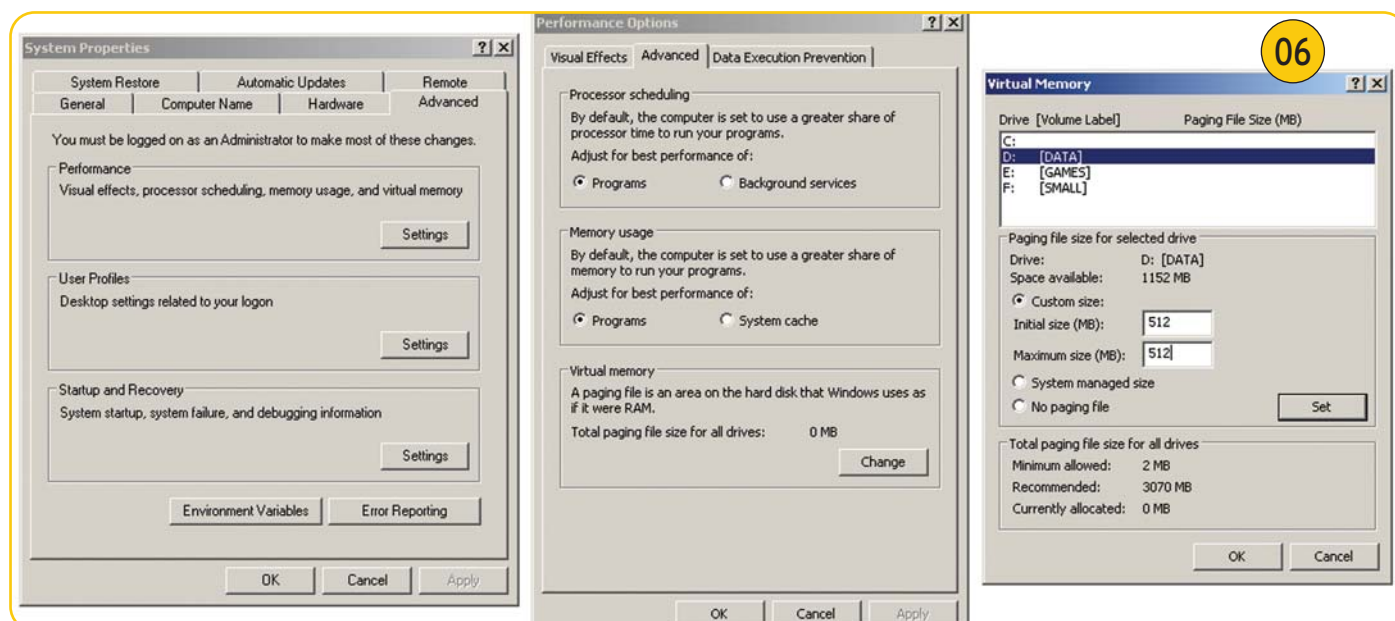 System Properties
System Restore Automatic Updates Remote
General Computer Name Hardware Advanced
You must be logged on as an Administrator to make most of these changes.
Performance
Visual effects, processor scheduling, memory usage, and virtual memory
Settings
User Profiles
Desktop settings related to your logon
Settings
Startup and Recovery
System startup, system failure, and debugging information
Settings
Environment Variables Error Reporting
OK Cancel Apply
Performance Options
Visual Effects Advanced Data Execution Prevention
Processor scheduling
By default, the computer is set to use a greater share of
processor time to run your programs.
Adjust for best performance of:
Programs Background services
Memory usage
By default, the computer is set to use a greater share of
memory to run your programs.
Adjust for best performance of:
Programs System cache
Virtual memory
A paging file is an area on the hard disk that Windows uses as
if it were RAM.
Total paging file size for all drives: 0 MB
Change
OK Cancel Apply
06
Virtual Memory
Drive [Volume Label] Paging File Size (MB)
C:
D: [DATA]
E: [GAMES]
F: [SMALL]
Paging file size for selected drive
Drive: D: [DATA]
Space available: 1152 MB
Custom size:
Initial size (MB): 512
Maximum size (MB): 512
System managed size
No paging file Set
Total paging file size for all drives
Minimum allowed: 2 MB
Recommended: 3070 MB
Currently allocated: 0 MB
OK Cancel